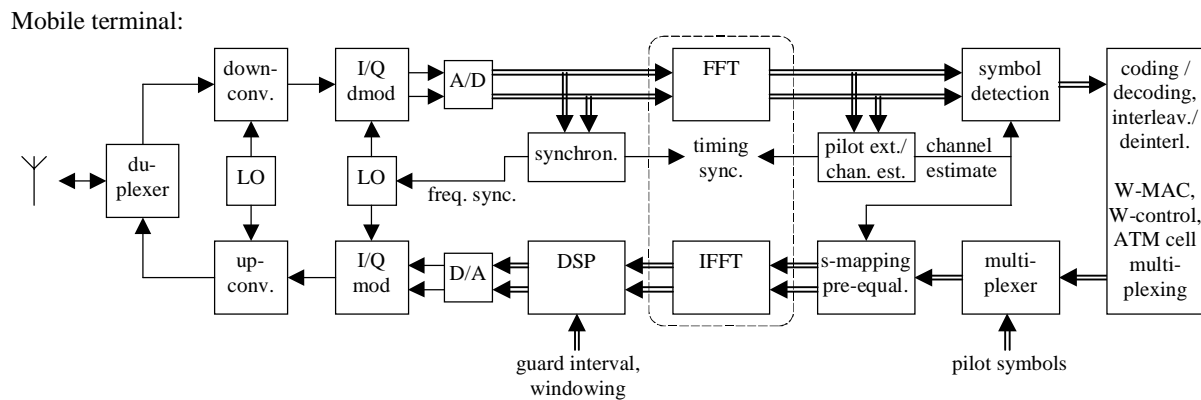 Mobile terminal:
down-
conv.
I/Q
dmod
A/D
FFT
symbol
detection
coding /
decoding,
interleav./
deinterl.
W-MAC,
W-control,
ATM cell
multi-
plexing
du-
plexer
LO
LO
freq. sync.
synchron.
timing
sync.
pilot ext./
chan. est.
channel
estimate
up-
conv.
I/Q
mod
D/A
DSP
IFFT
s-mapping
pre-equal.
multi-
plexer
guard interval,
windowing
pilot symbols